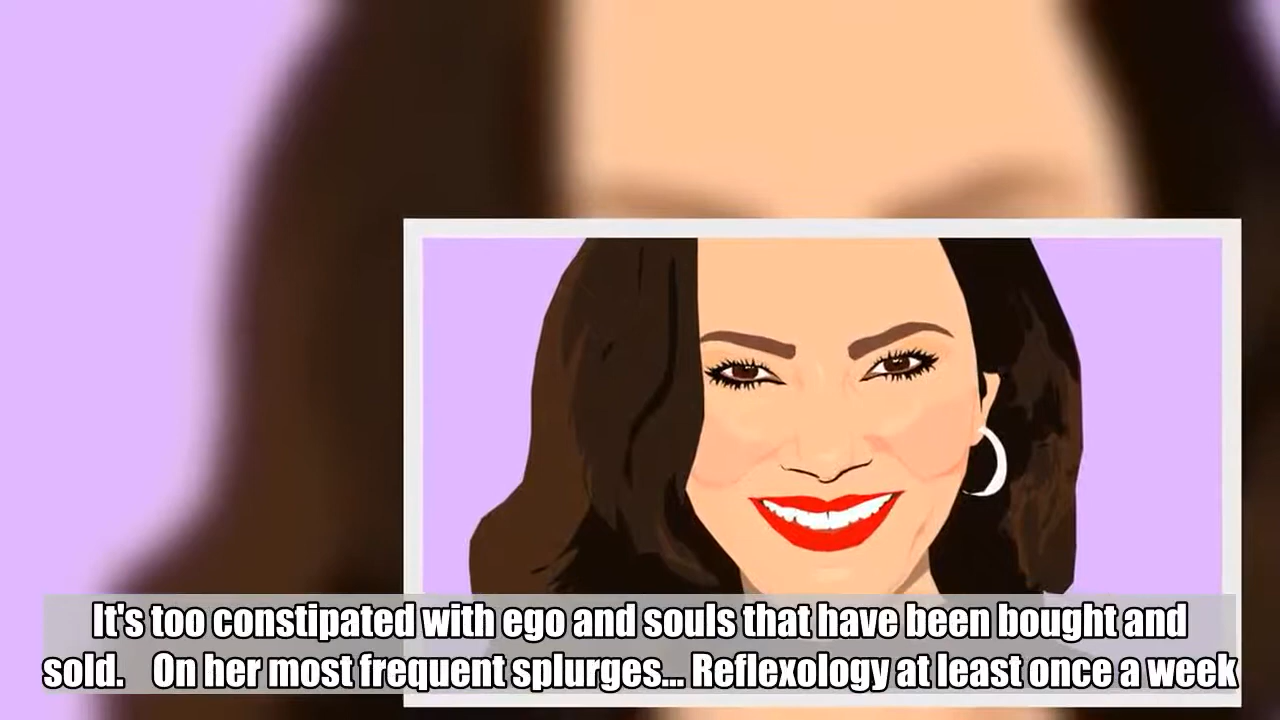 It's too constipated with ego and souls that have been bought and
sold.    On her most frequent splurges... Reflexology at least once a week